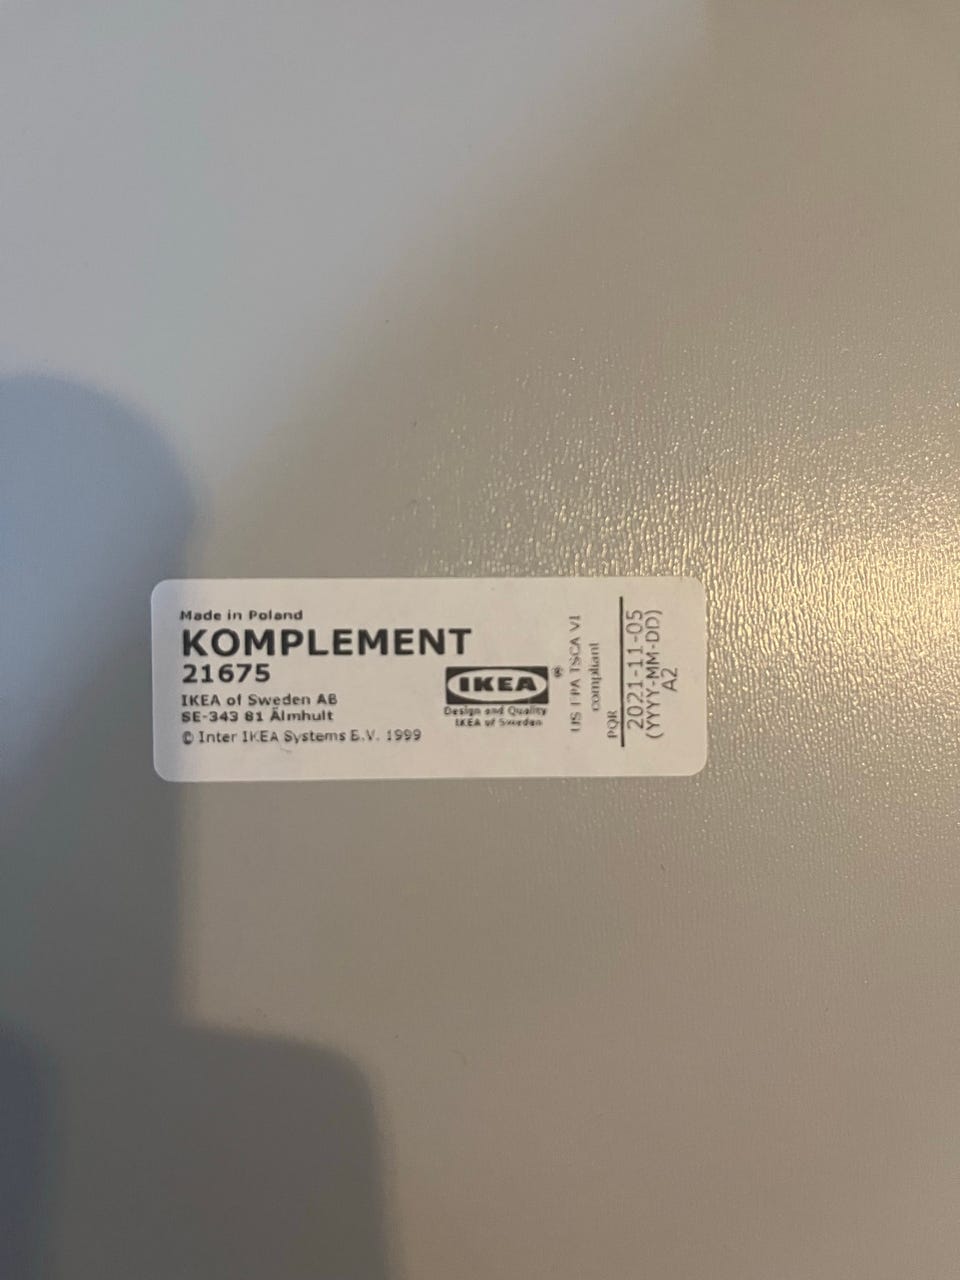 Made in Poland
KOMPLEMENT
21675
IKEA of Sweden AB
SE-343 81 Älmhult
© Inter IKEA Systems B.V. 1999
IKEA®
Design and Quality
IKEA of Sweden
US EPA TSCA VI
compliant
PQR
2021-11-05
(YYYY-MM-DD)
A2